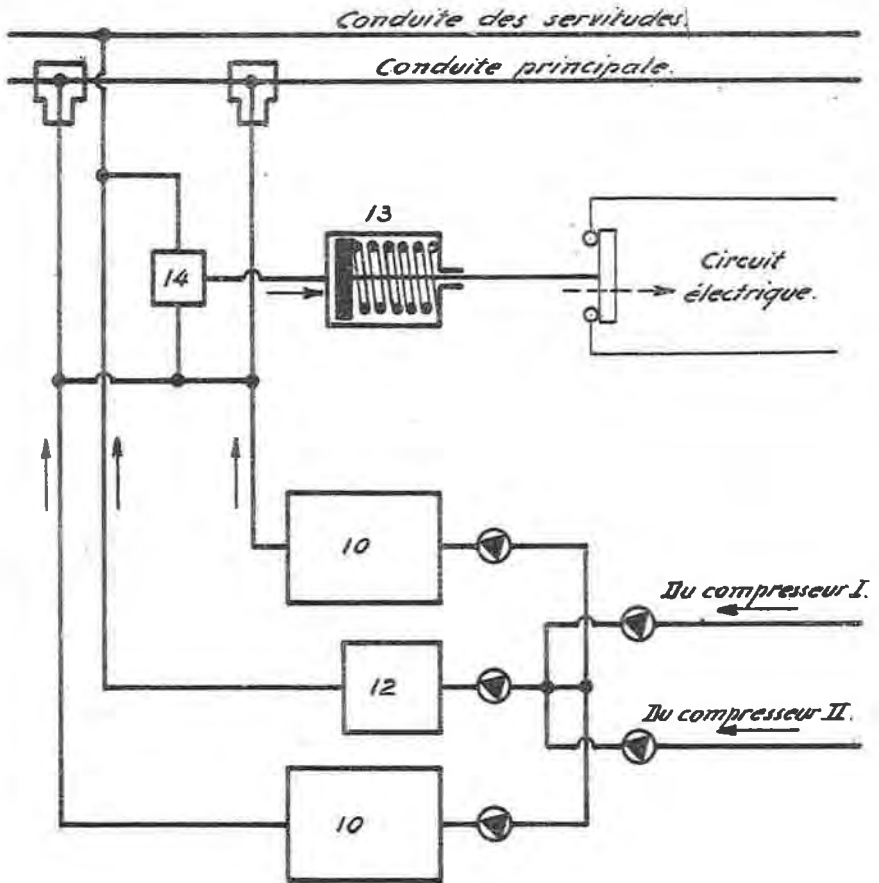 Conduite des servitudes.
Conduite principale.
13
14
Circuit
électrique.
10
Du compresseur I.
12
Du compresseur II.
10